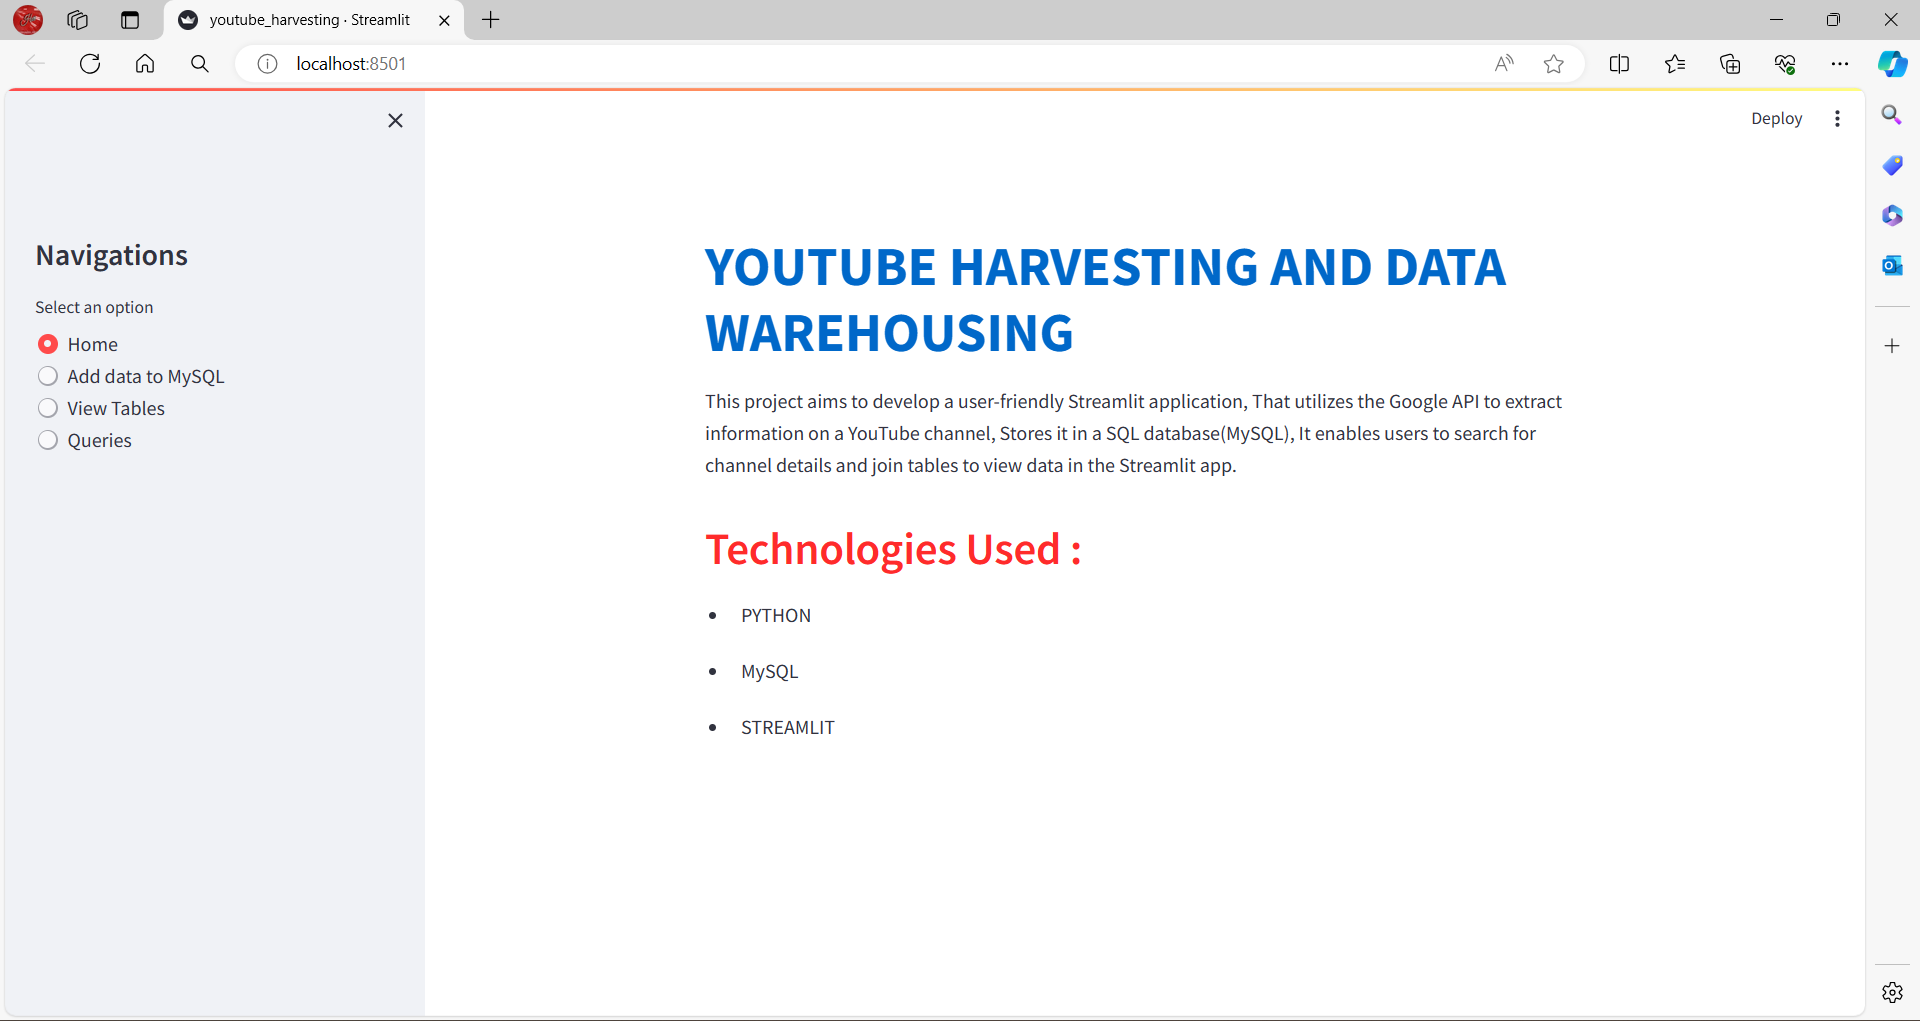 youtube_harvesting · Streamlit
localhost:8501
Deploy
Navigations
Select an option
Home
Add data to MySQL
View Tables
Queries
YOUTUBE HARVESTING AND DATA
WAREHOUSING
This project aims to develop a user-friendly Streamlit application, That utilizes the Google API to extract
information on a YouTube channel, Stores it in a SQL database(MySQL), It enables users to search for
channel details and join tables to view data in the Streamlit app.
Technologies Used :
• PYTHON
• MySQL
• STREAMLIT